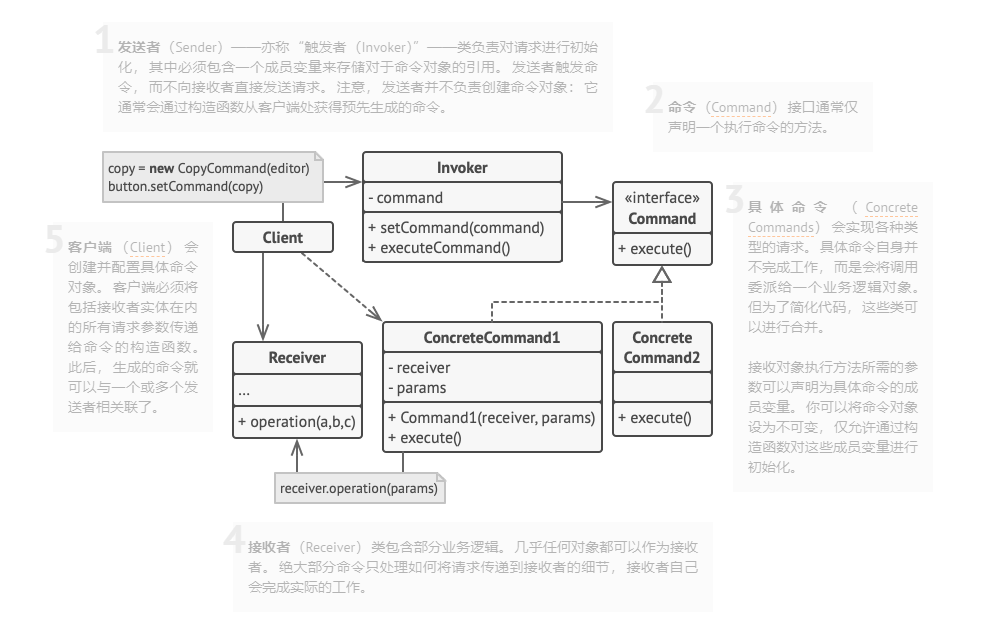 1
发送者（Sender）——亦称“触发者（Invoker）”——类负责对请求进行初始
化，其中必须包含一个成员变量来存储对于命令对象的引用。发送者触发命
令，而不向接收者直接发送请求。注意，发送者并不负责创建命令对象：它
通常会通过构造函数从客户端处获得预先生成的命令。
2
命令（Command）接口通常仅
声明一个执行命令的方法。
copy = new CopyCommand(editor)
button.setCommand(copy)
Invoker
- command
+ setCommand(command)
+ executeCommand()
«interface»
Command
+ execute()
3
具体命令（Concrete
Commands）会实现各种类
型的请求。具体命令自身并
不完成工作，而是会将调用
委派给一个业务逻辑对象。
但为了简化代码，这些类可
以进行合并。
接收对象执行方法所需的参
数可以声明为具体命令的成
员变量。你可以将命令对象
设为不可变，仅允许通过构
造函数对这些成员变量进行
初始化。
5
客户端（Client）会
创建并配置具体命令
对象。客户端必须将
包括接收者实体在内
的所有请求参数传递
给命令的构造函数。
此后，生成的命令就
可以与一个或多个发
送者相关联了。
Client
Receiver
...
+ operation(a,b,c)
ConcreteCommand1
- receiver
- params
+ Command1(receiver, params)
+ execute()
Concrete
Command2
+ execute()
receiver.operation(params)
4
接收者（Receiver）类包含部分业务逻辑。几乎任何对象都可以作为接收
者。绝大部分命令只处理如何将请求传递到接收者的细节，接收者自己
会完成实际的工作。